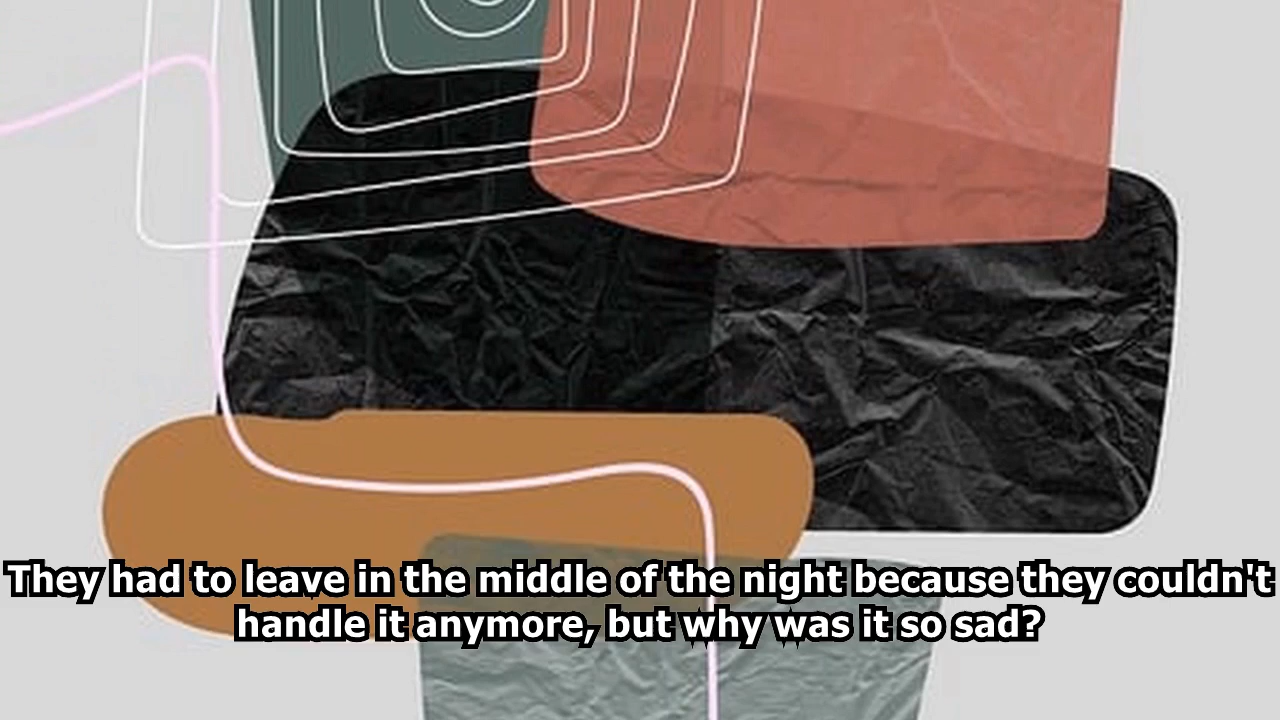 They had to leave in the middle of the night because they couldn't
handle it anymore, but why was it so sad?